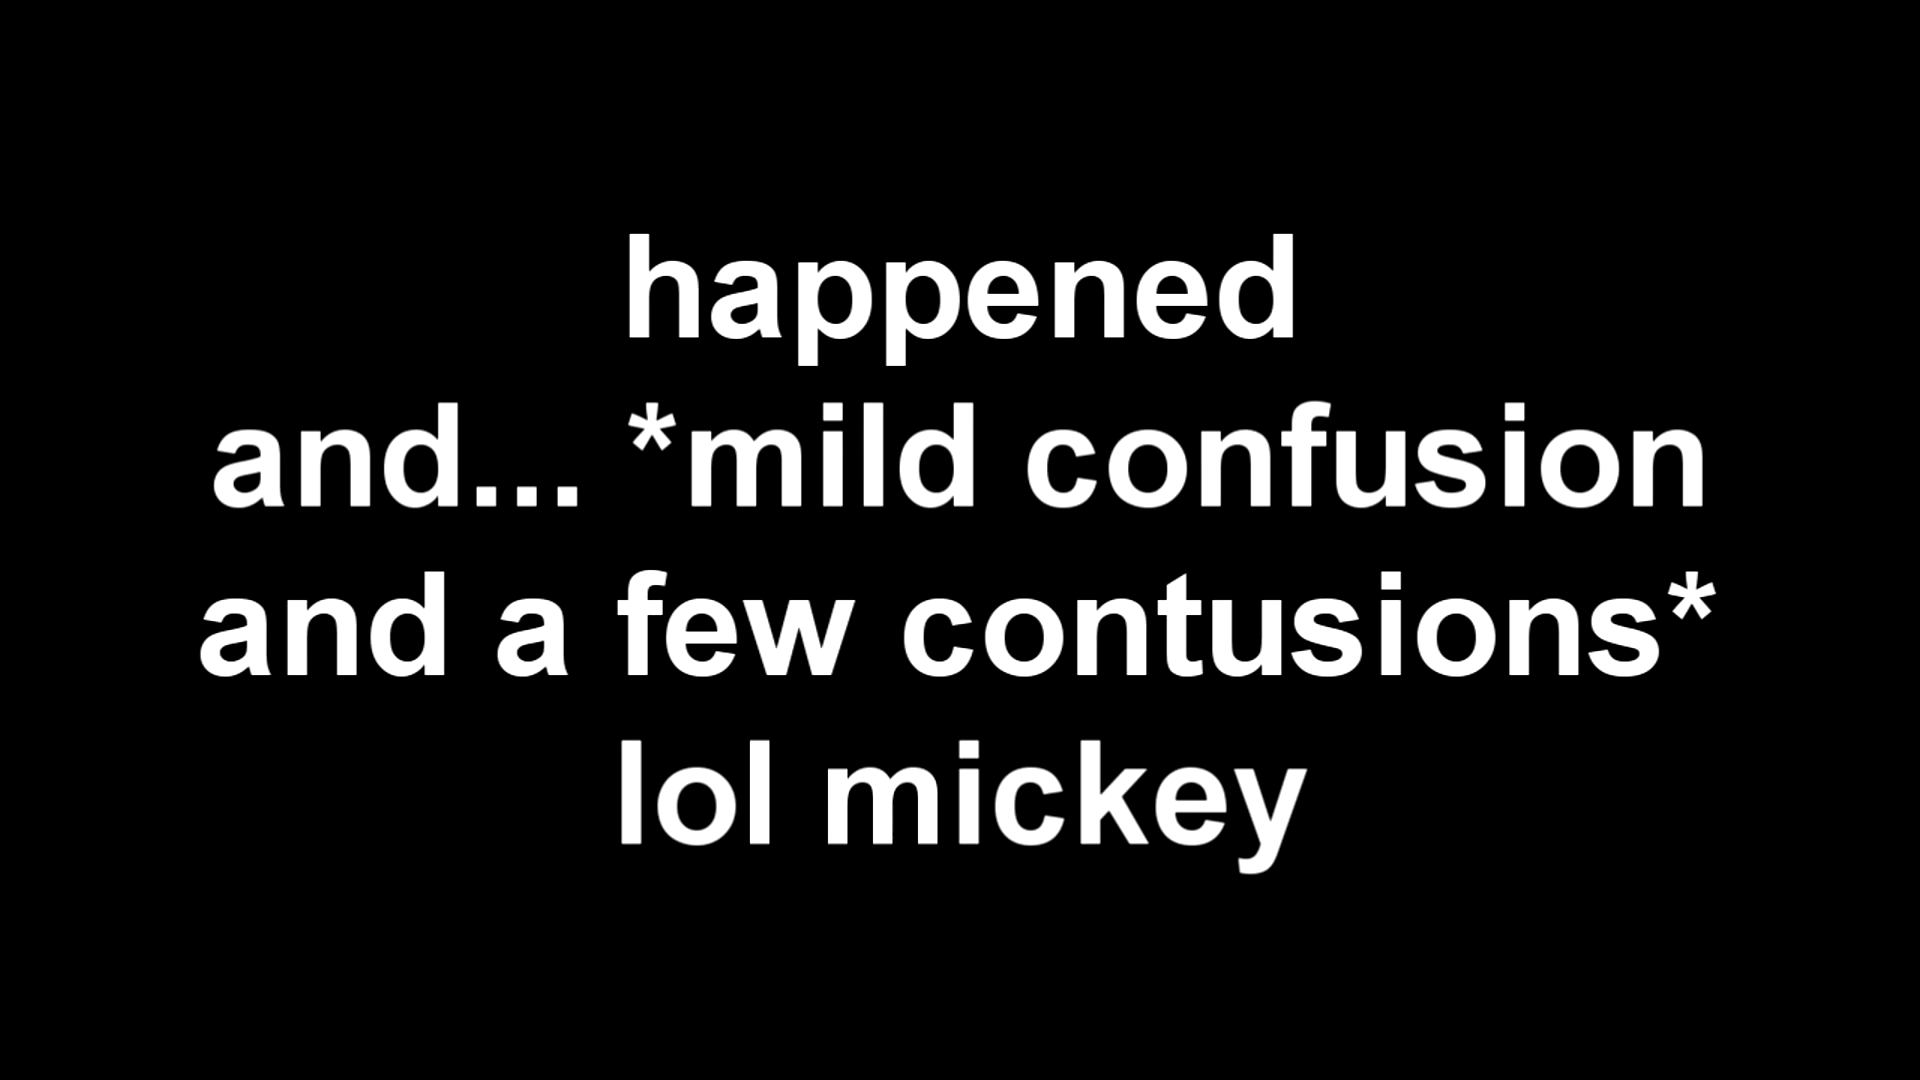 happened
and... *mild confusion
and a few contusions*
lol mickey